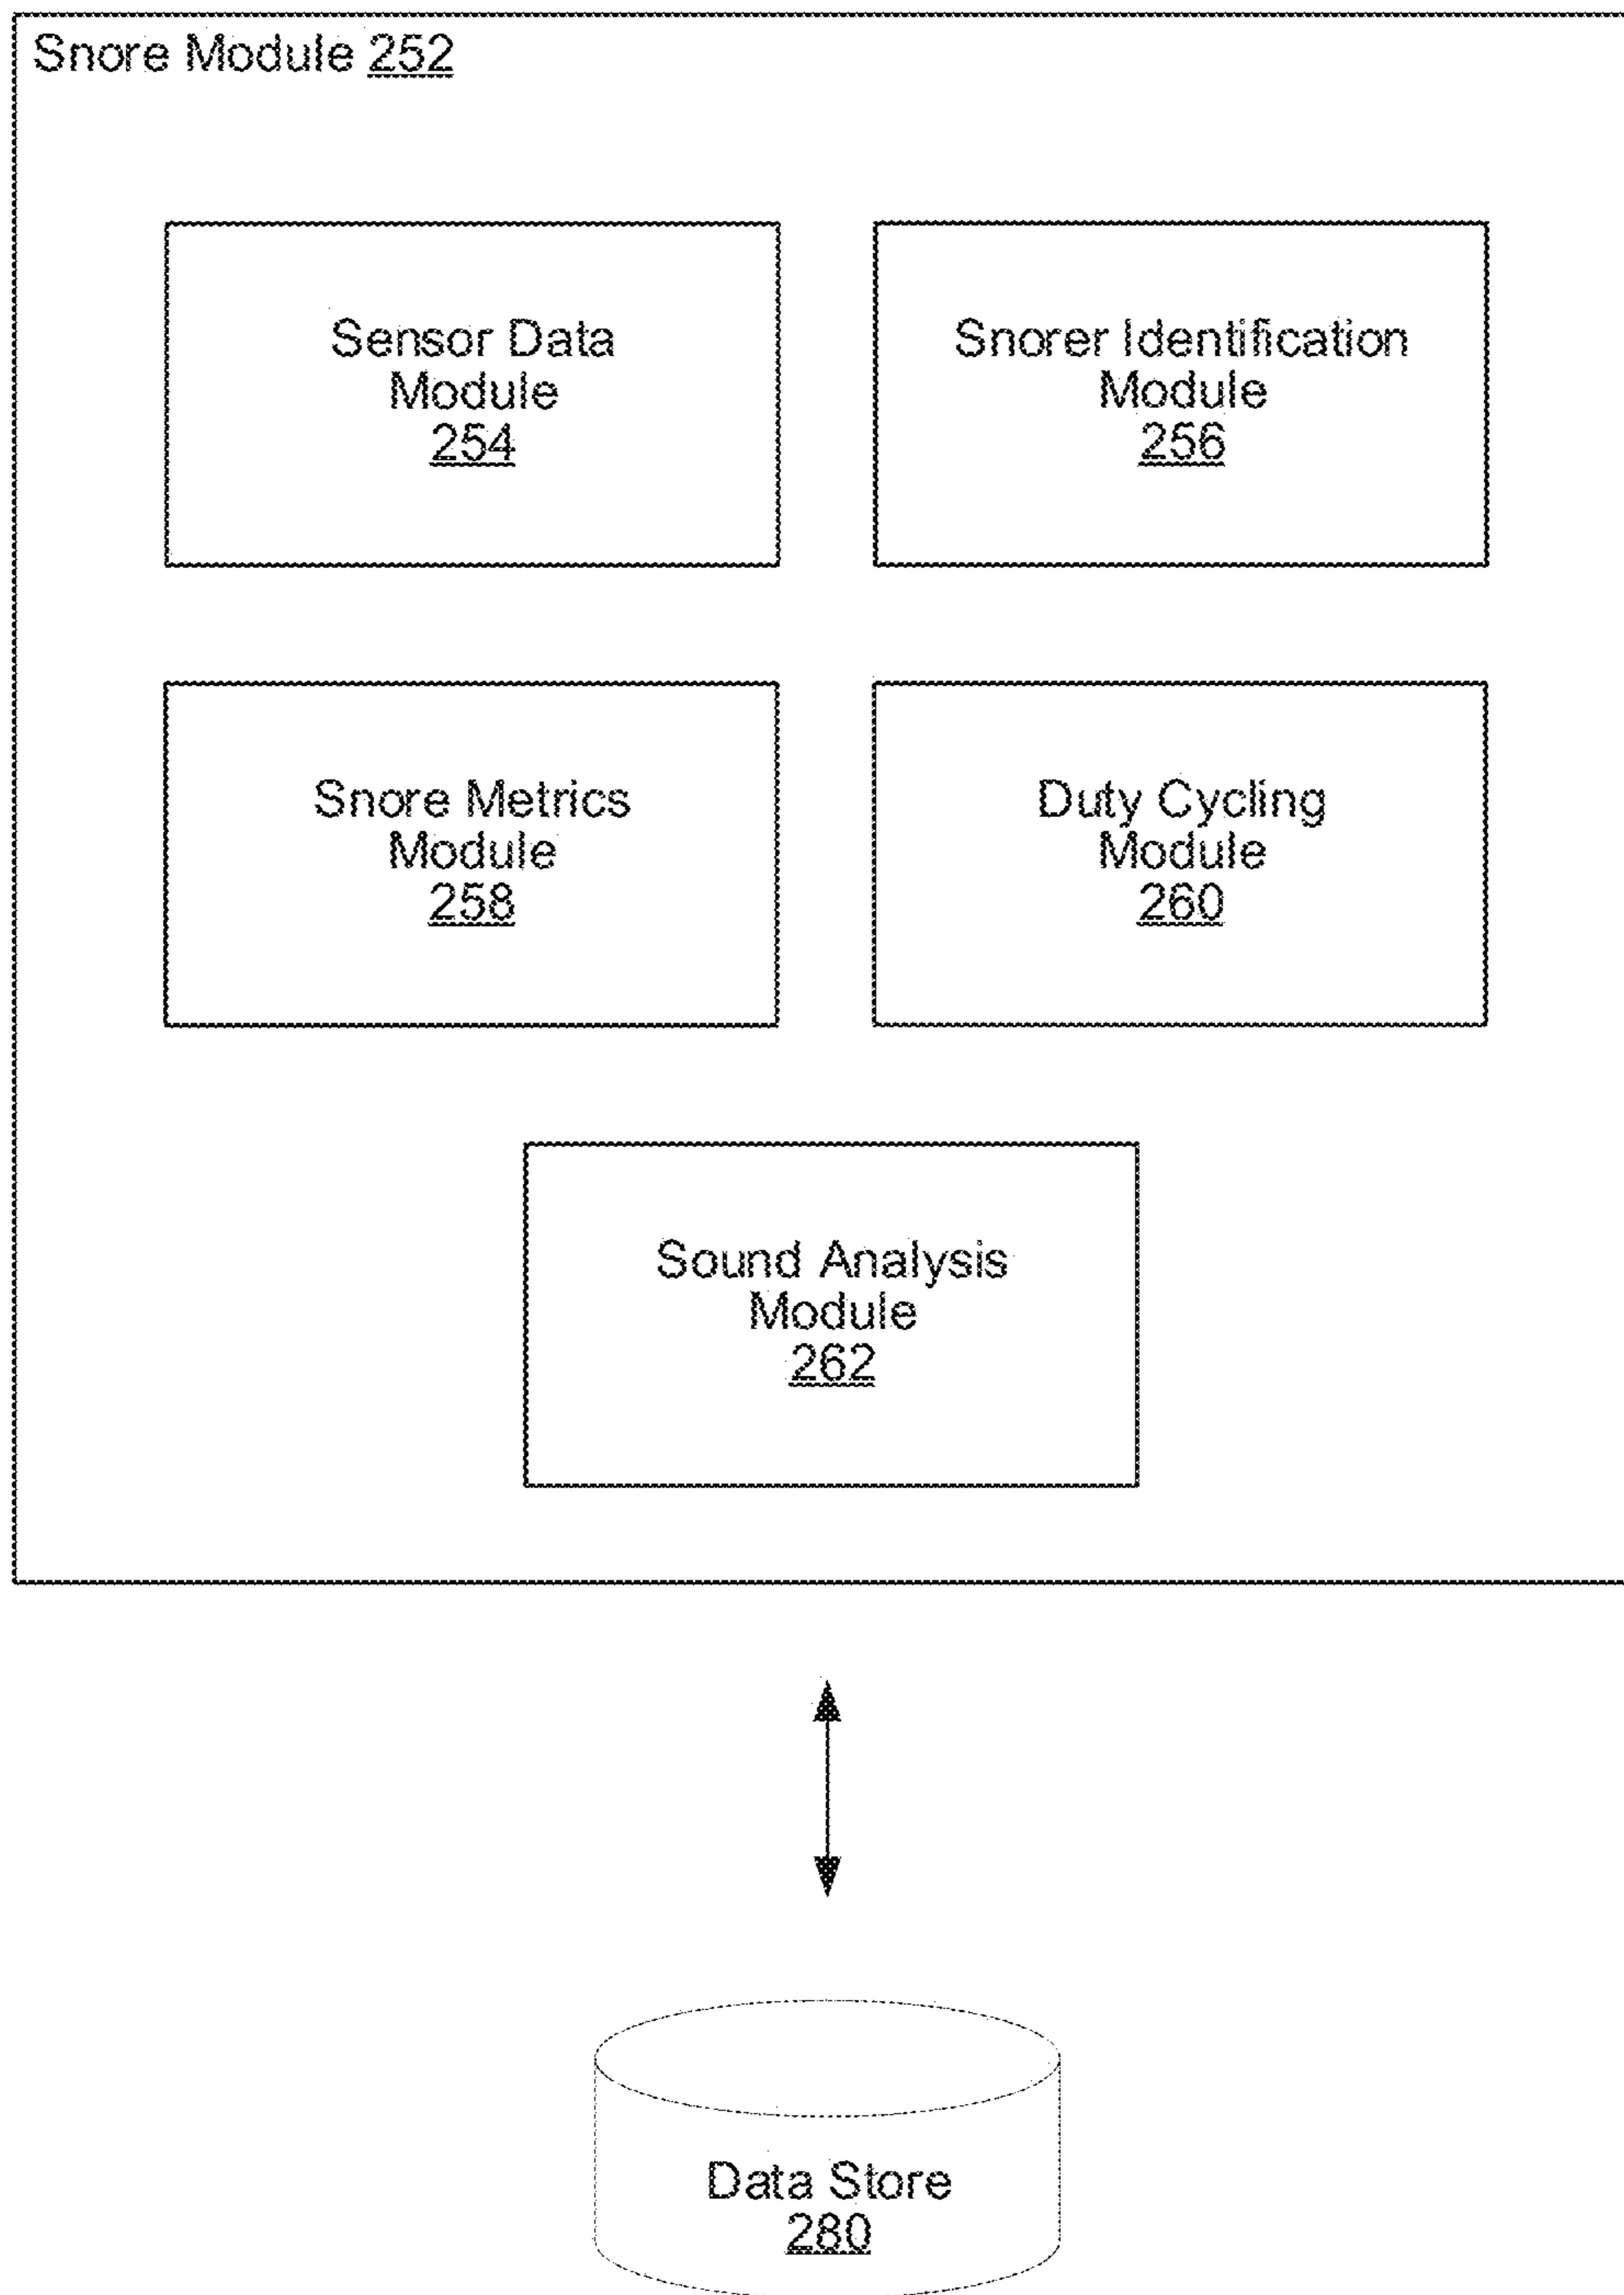 Snore Module 252
Sensor Data
Module
254
Snorer Identification
Module
256
Snore Metrics
Module
258
Duty Cycling
Module
260
Sound Analysis
Module
262
Data Store
280